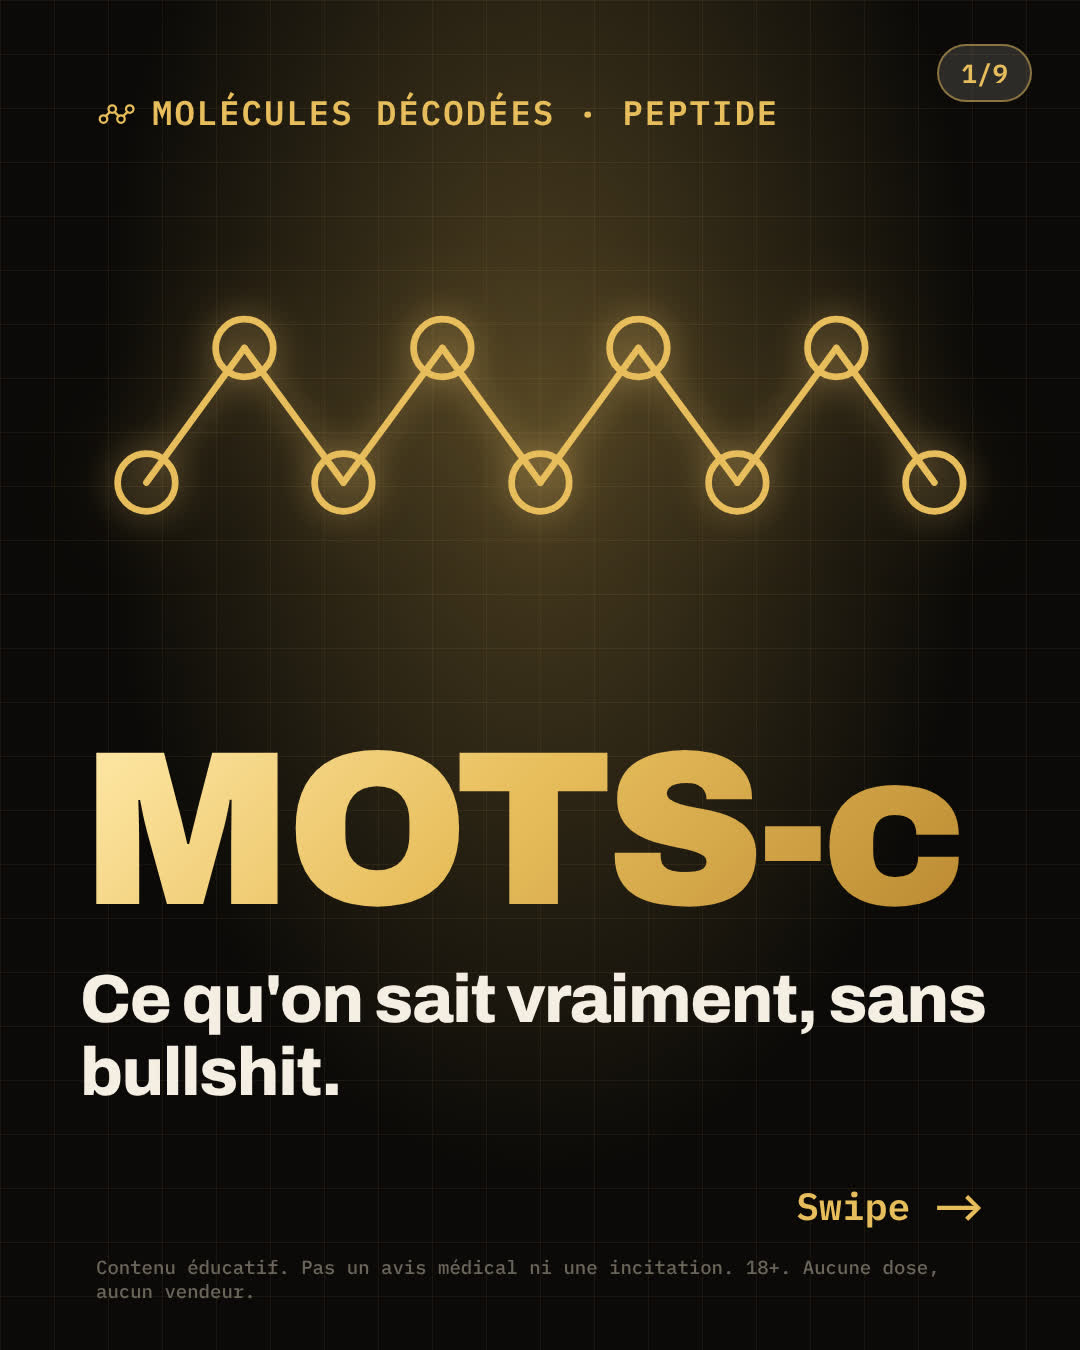 1/9
MOLÉCULES DÉCODÉES · PEPTIDE
MOTS-c
Ce qu'on sait vraiment, sans
bullshit.
Swipe →
Contenu éducatif. Pas un avis médical ni une incitation. 18+. Aucune dose,
aucun vendeur.